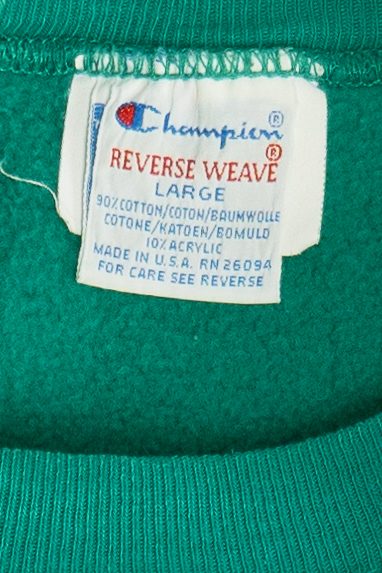 Champion®
REVERSE WEAVE®
LARGE
90% COTTON/COTON/BAUMWOLLE
COTONE/KATOEN/BOMULD
10% ACRYLIC
MADE IN U.S.A. RN 26094
FOR CARE SEE REVERSE